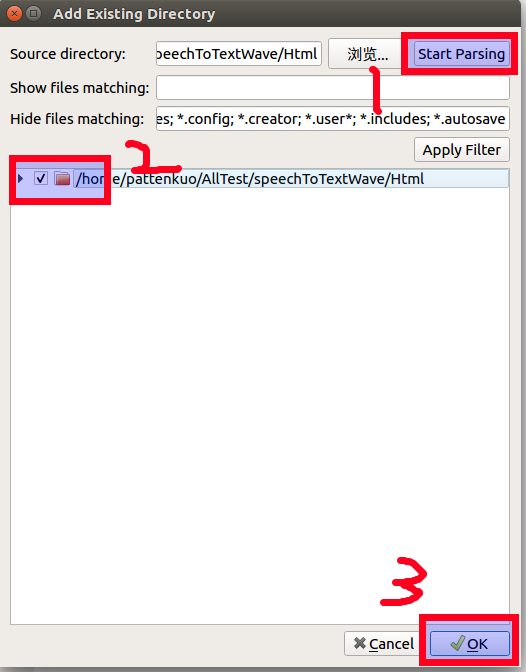 Add Existing Directory
Source directory: peechToTextWave/Html 浏览... Start Parsing
1
Show files matching:
Hide files matching: es; *.config; *.creator; *.user*; *.includes; *.autosave
Apply Filter
2
/home/pattenkuo/AllTest/speechToTextWave/Html
3
Cancel OK